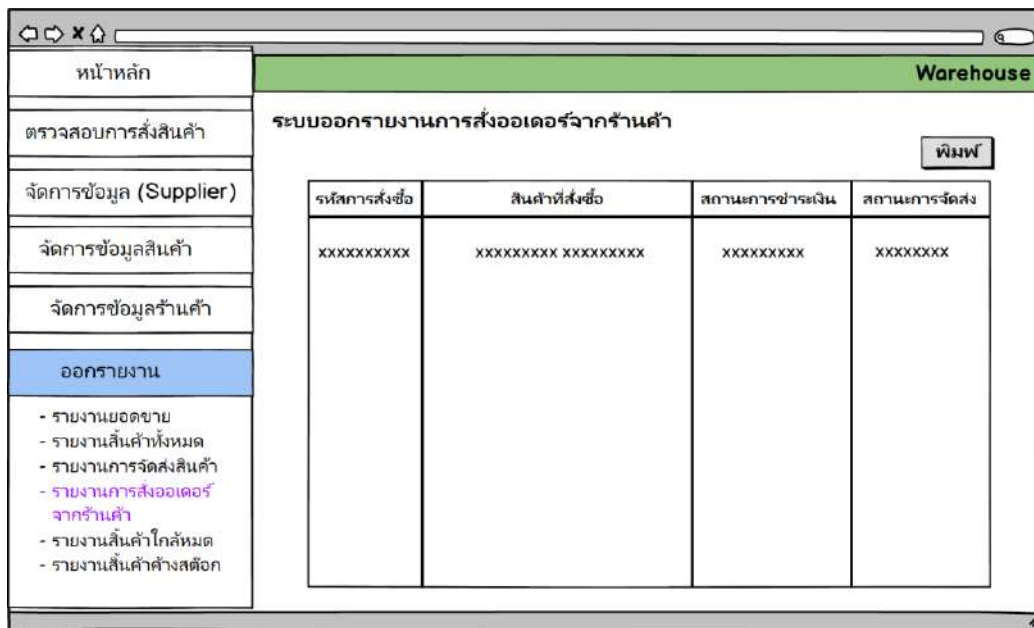 หน้าหลัก
ตรวจสอบการสั่งสินค้า
จัดการข้อมูล (Supplier)
จัดการข้อมูลสินค้า
จัดการข้อมูลร้านค้า
ออกรายงาน
- รายงานยอดขาย
- รายงานสิ้นค้าทั้งหมด
- รายงานการจัดส่งสินค้า
- รายงานการสั่งออเดอร์
จากร้านค้า
- รายงานสิ้นค้าใกล้หมด
- รายงานสิ้นค้าค้างสต๊อก
Warehouse
ระบบออกรายงานการสั่งออเดอร์จากร้านค้า
พิมพ์
รหัสการสั่งซื้อ สินค้าที่สั่งซื้อ สถานะการชำระเงิน สถานะการจัดส่ง
xxxxxxxxxx xxxxxxxxx xxxxxxxxx xxxxxxxxx xxxxxxxx